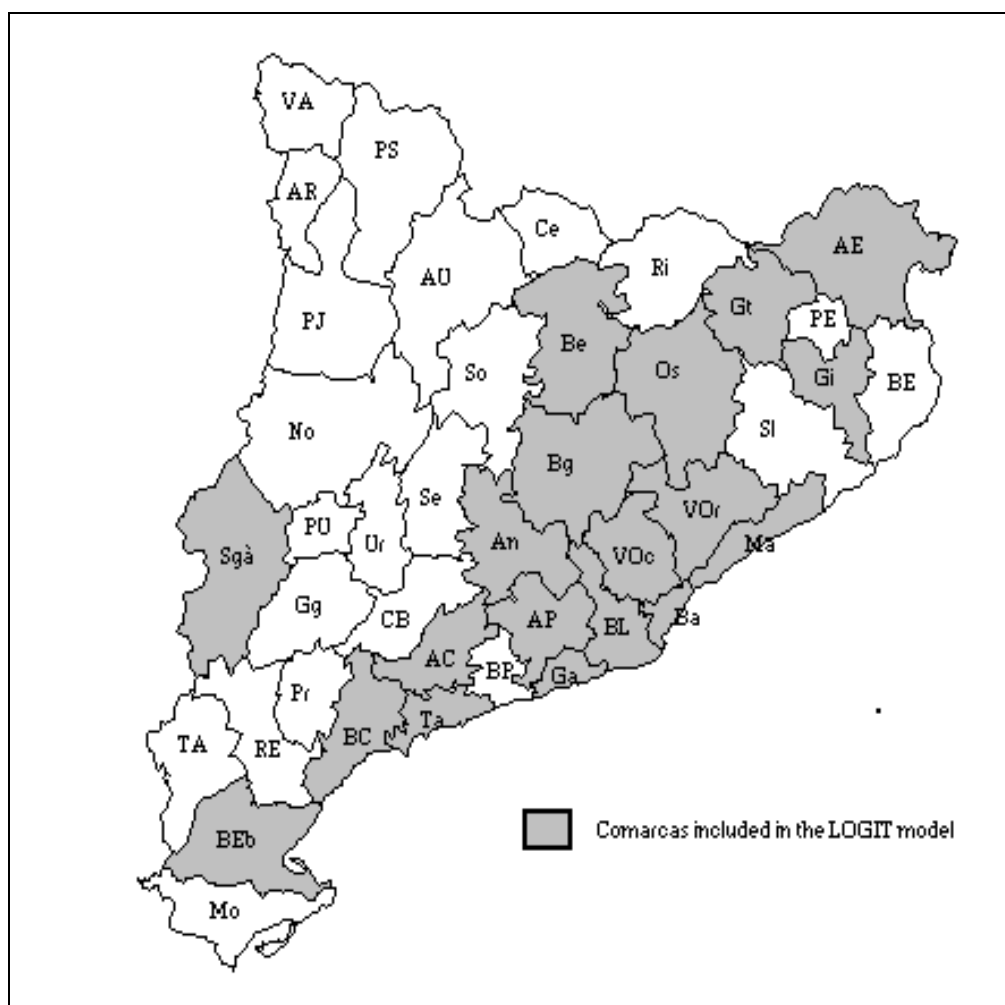 VA
PS
AR
Ce
AE
Ri
AU
Gt
PJ
PE
Be
Os
So
Gi
BE
No
Sl
Bg
Se
PU
VOr
An
Ur
Ma
Sgà
VOc
Gg
CB
AP
Ba
BL
AC
BP
Ga
Pr
Ta
BC
TA
RE
Comarcas included in the LOGIT model
BEb
Mo